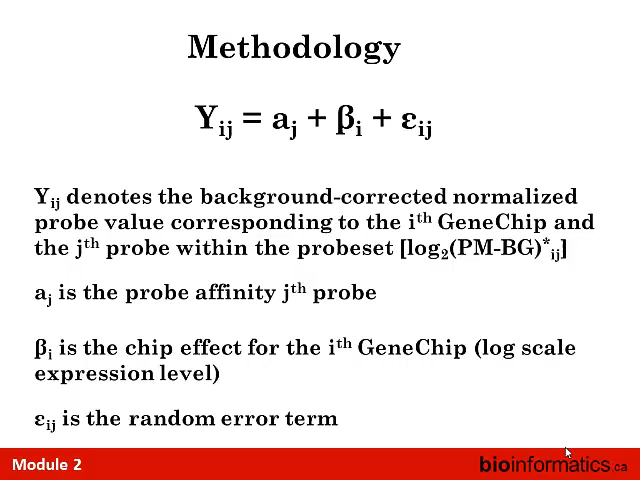 Methodology
Yij = aj + βi + εij
Yij denotes the background-corrected normalized
probe value corresponding to the ith GeneChip and
the jth probe within the probeset [log2(PM-BG)*ij]
aj is the probe affinity jth probe
βi is the chip effect for the ith GeneChip (log scale
expression level)
εij is the random error term
Module 2
bioinformatics.ca